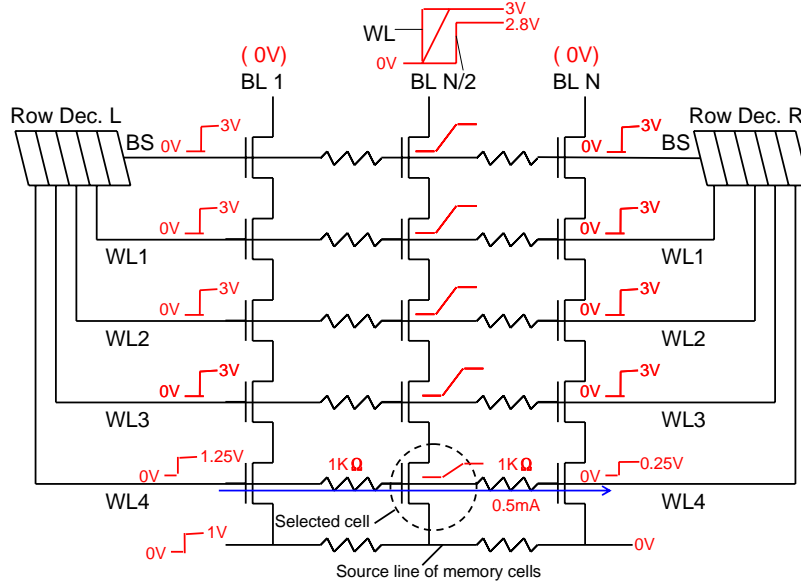 WL 3V
2.8V
0V
( 0V) ( 0V)
BL 1 BL N/2 BL N
Row Dec. L Row Dec. R
BS 0V 3V 0V 3V BS
0V 3V 0V 3V
WL1 WL1
0V 3V 0V 3V
WL2 WL2
0V 3V 0V 3V
WL3 WL3
1.25V 1KΩ 1KΩ 0.25V
0V 0V
WL4 0.5mA WL4
Selected cell
1V
0V 0V
Source line of memory cells